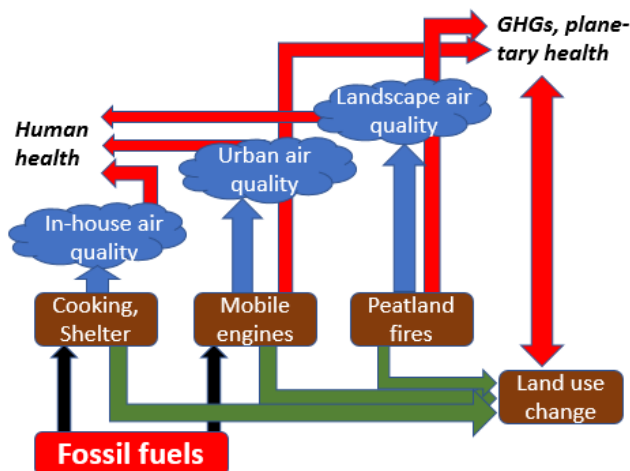 GHGs, plane-
tary health
Landscape air
quality
Human
health
Urban air
quality
In-house air
quality
Cooking,
Shelter
Mobile
engines
Peatland
fires
Land use
change
Fossil fuels